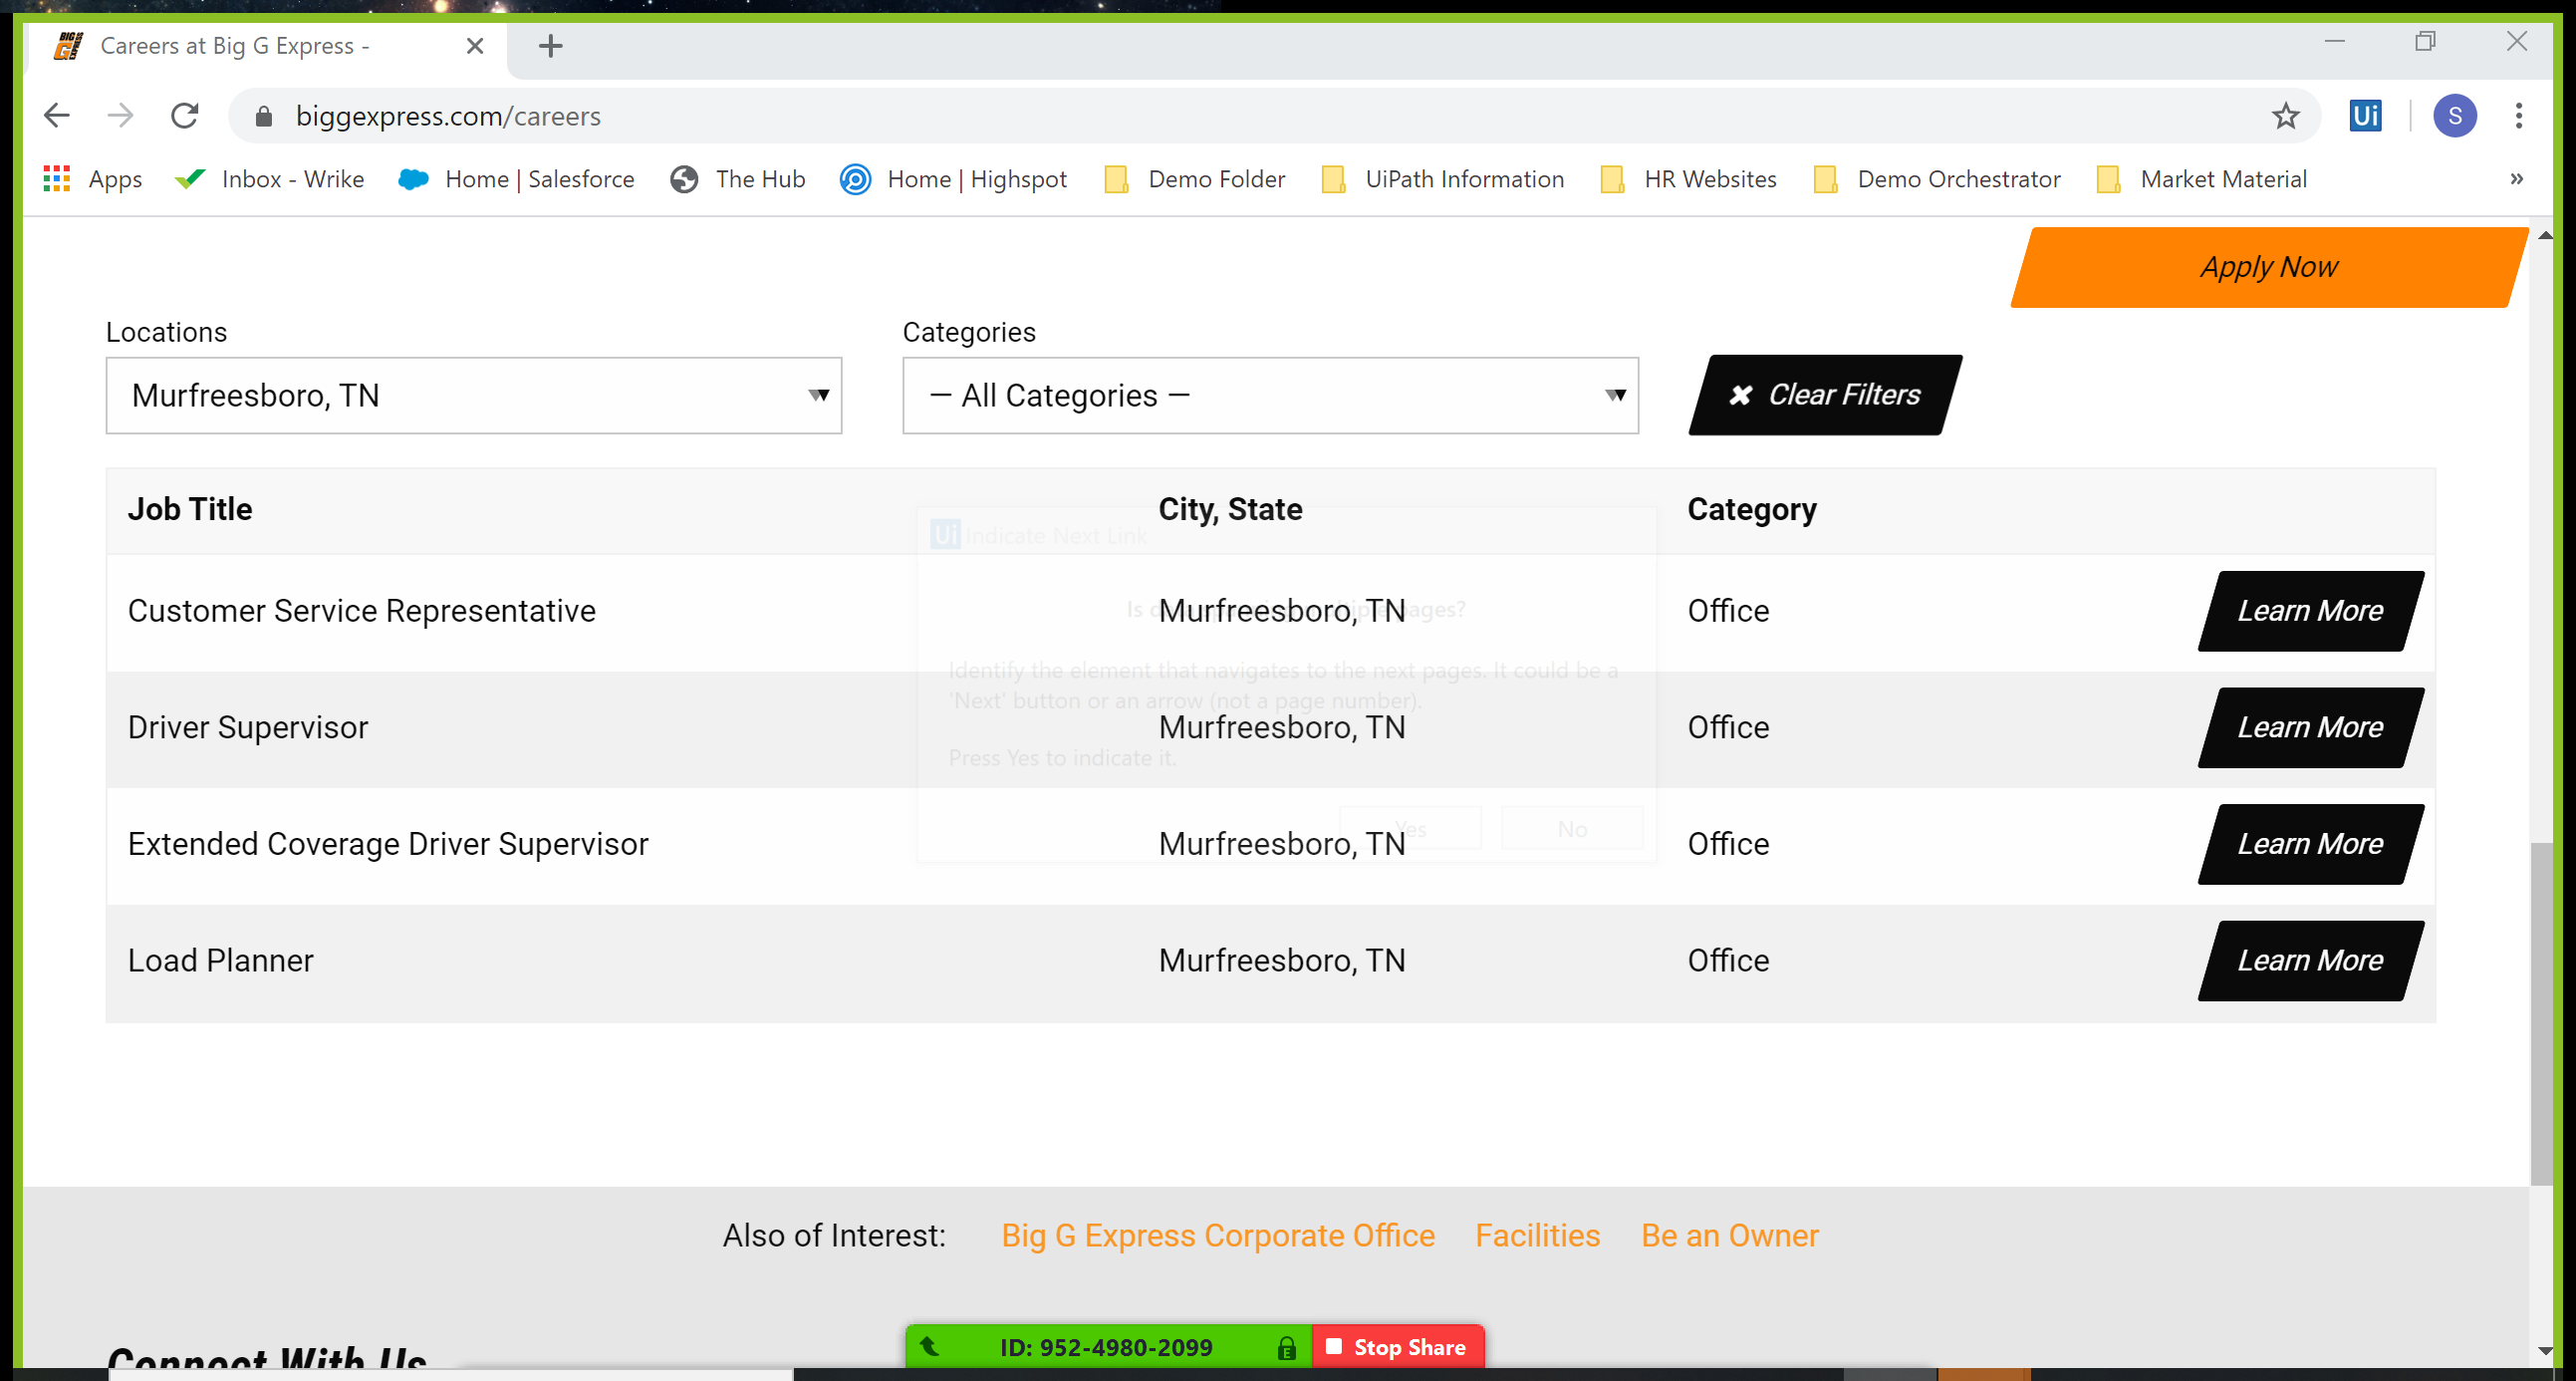 Careers at Big G Express -
biggexpress.com/careers
Apps Inbox - Wrike Home | Salesforce The Hub Home | Highspot Demo Folder UiPath Information HR Websites Demo Orchestrator Market Material »
Apply Now
Locations Categories
Murfreesboro, TN — All Categories — Clear Filters
Job Title City, State Category
Ui Indicate Next Link
Customer Service Representative Murfreesboro, TN Office Learn More
pages?
Identify the element that navigates to the next pages. It could be a
'Next' button or an arrow (not a page number).
Driver Supervisor Murfreesboro, TN Office Learn More
Press Yes to indicate it.
Yes No
Extended Coverage Driver Supervisor Murfreesboro, TN Office Learn More
Load Planner Murfreesboro, TN Office Learn More
Also of Interest: Big G Express Corporate Office Facilities Be an Owner
ID: 952-4980-2099 Stop Share
Connect With Us